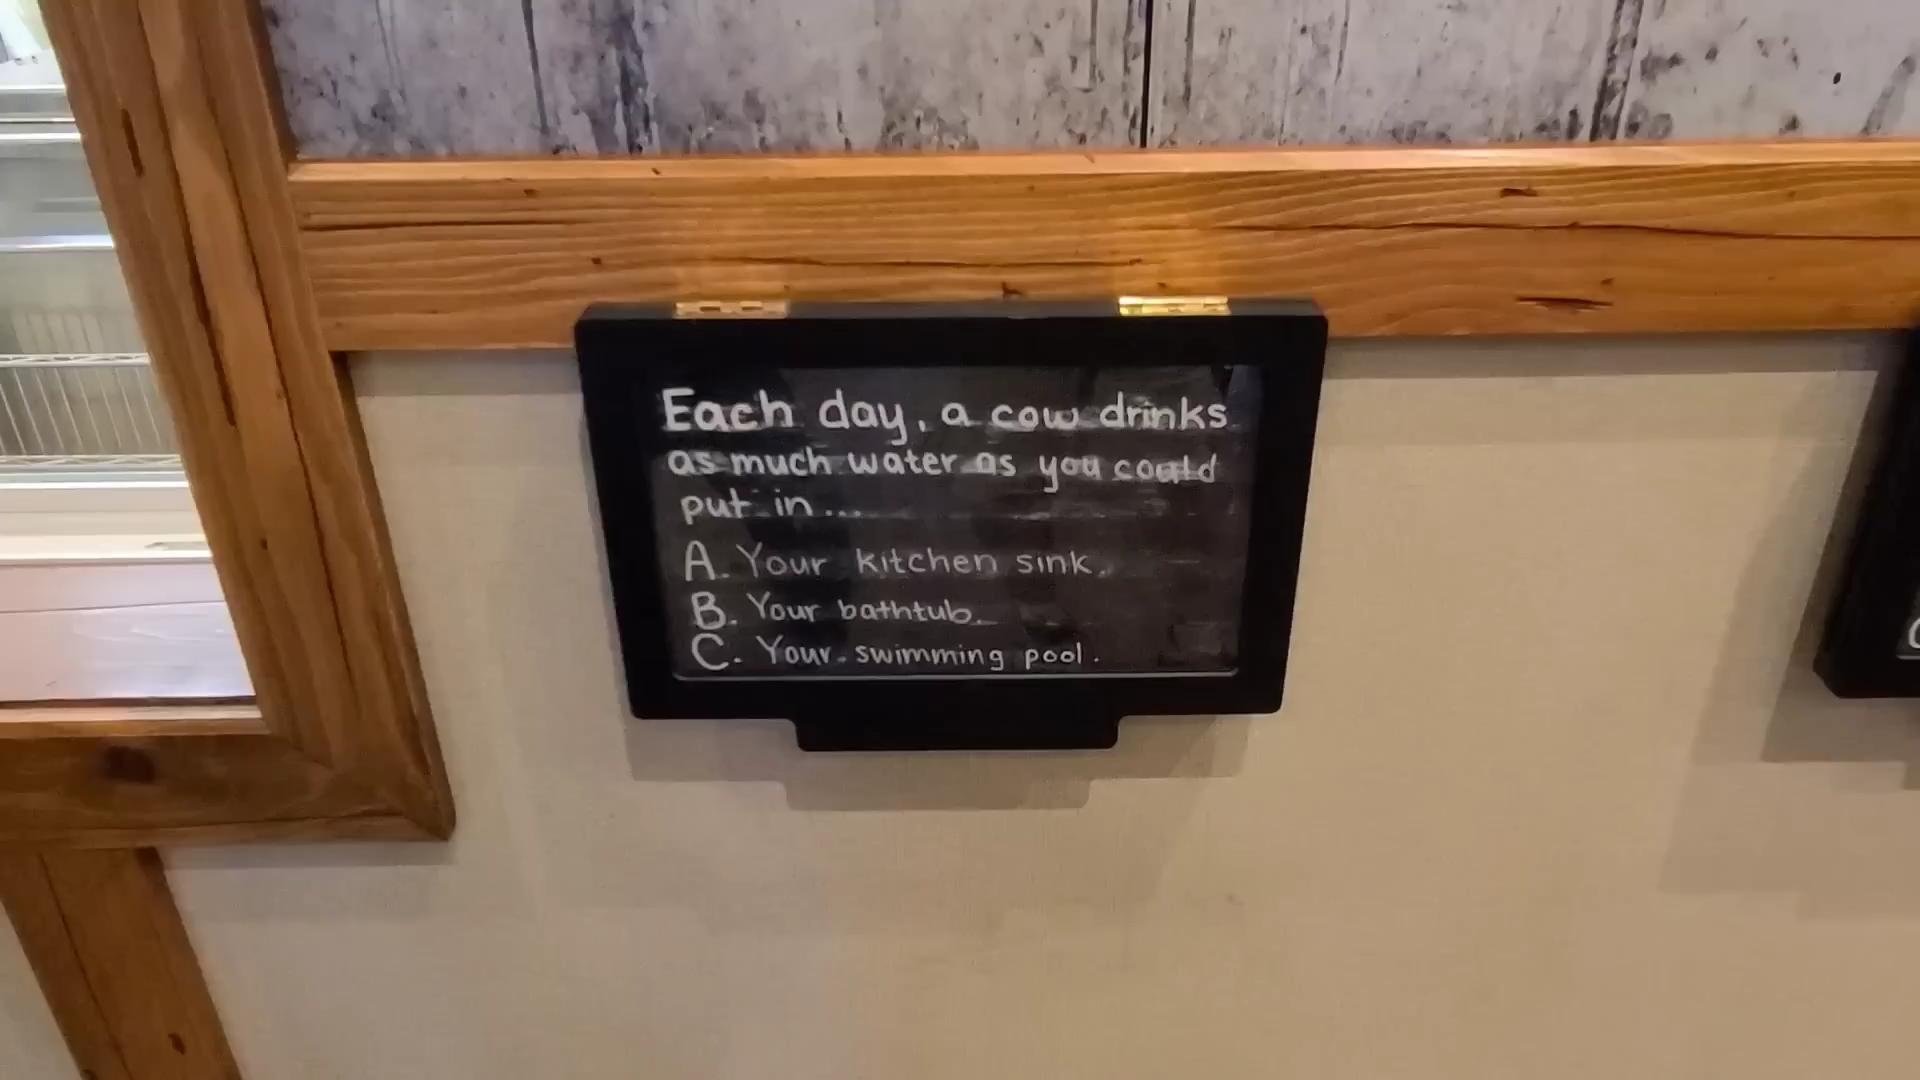 Each day, a cow drinks
as much water as you could
put in...
A. Your kitchen sink.
B. Your bathtub.
C. Your swimming pool.